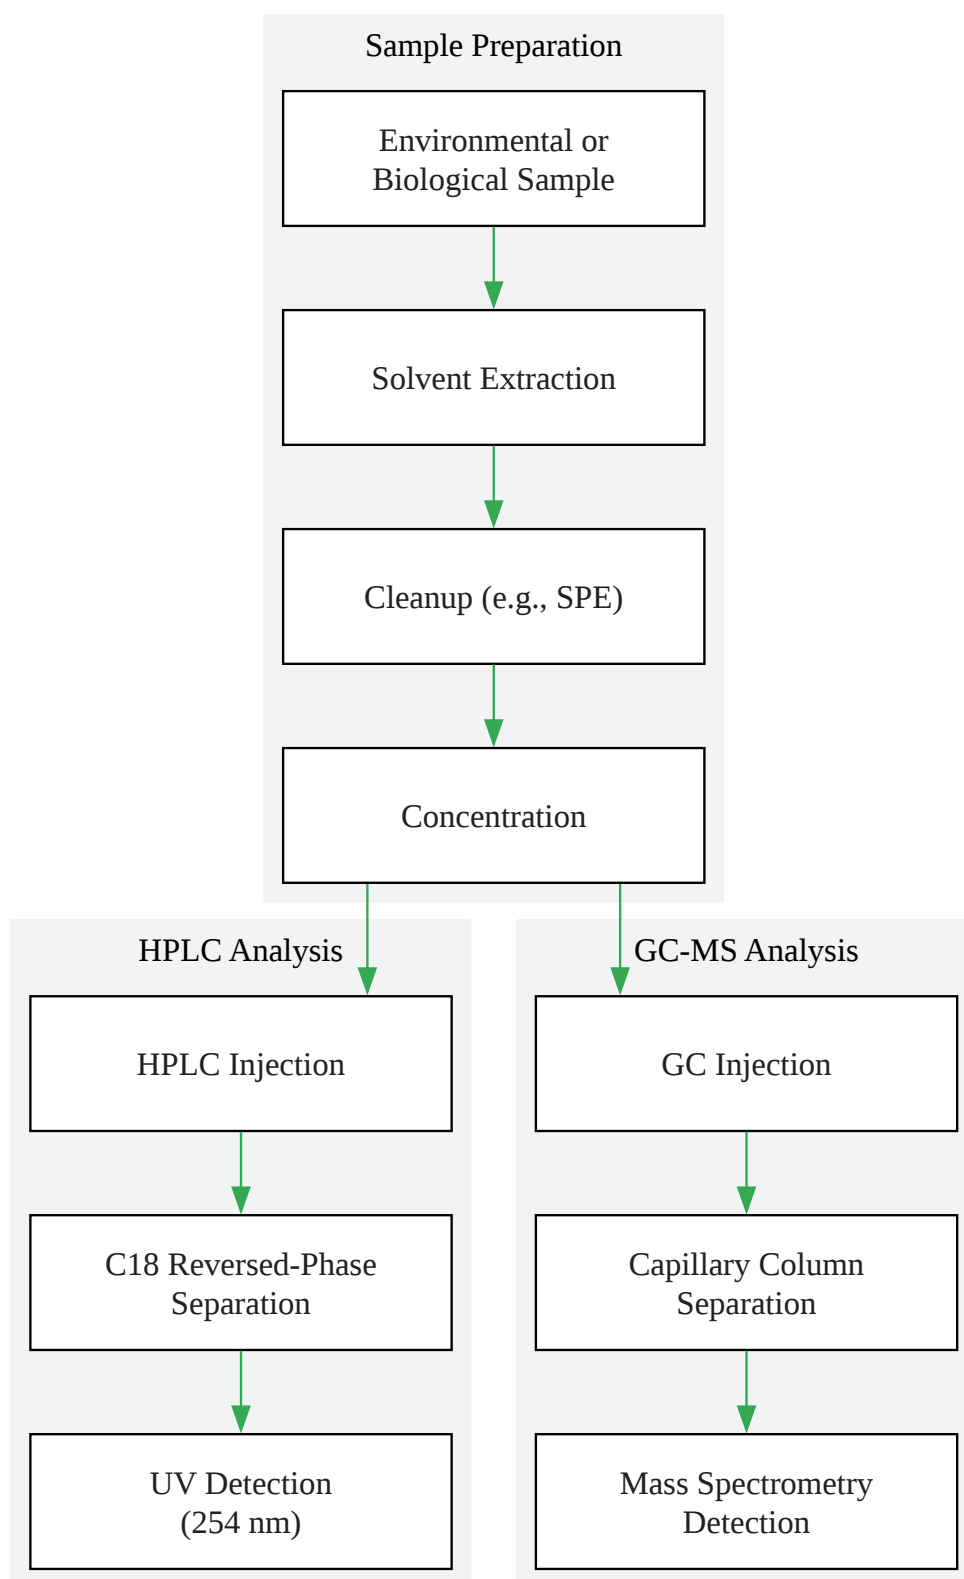 Sample Preparation
Environmental or
Biological Sample
Solvent Extraction
Cleanup (e.g., SPE)
Concentration
HPLC Analysis
HPLC Injection
C18 Reversed-Phase
Separation
UV Detection
(254 nm)
GC-MS Analysis
GC Injection
Capillary Column
Separation
Mass Spectrometry
Detection